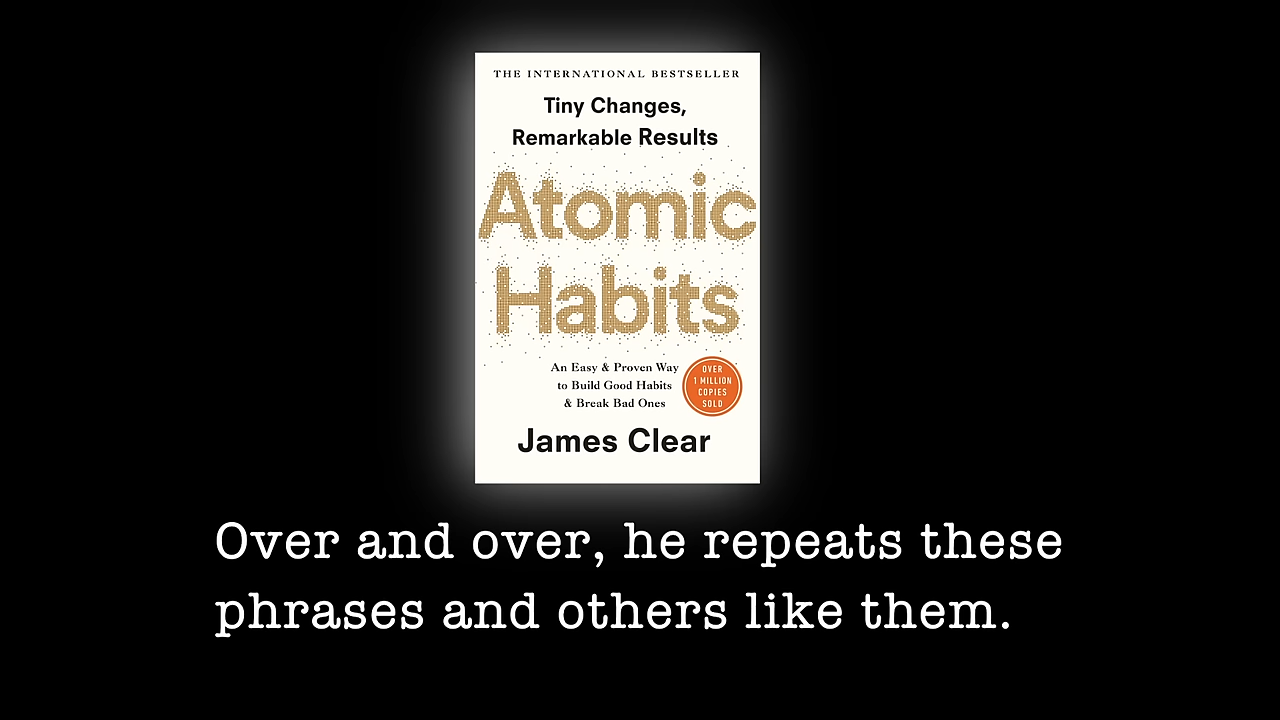 THE INTERNATIONAL BESTSELLER
Tiny Changes,
Remarkable Results
Atomic
Habits
An Easy & Proven Way
to Build Good Habits
& Break Bad Ones
OVER
1 MILLION
COPIES
SOLD
James Clear
Over and over, he repeats these
phrases and others like them.